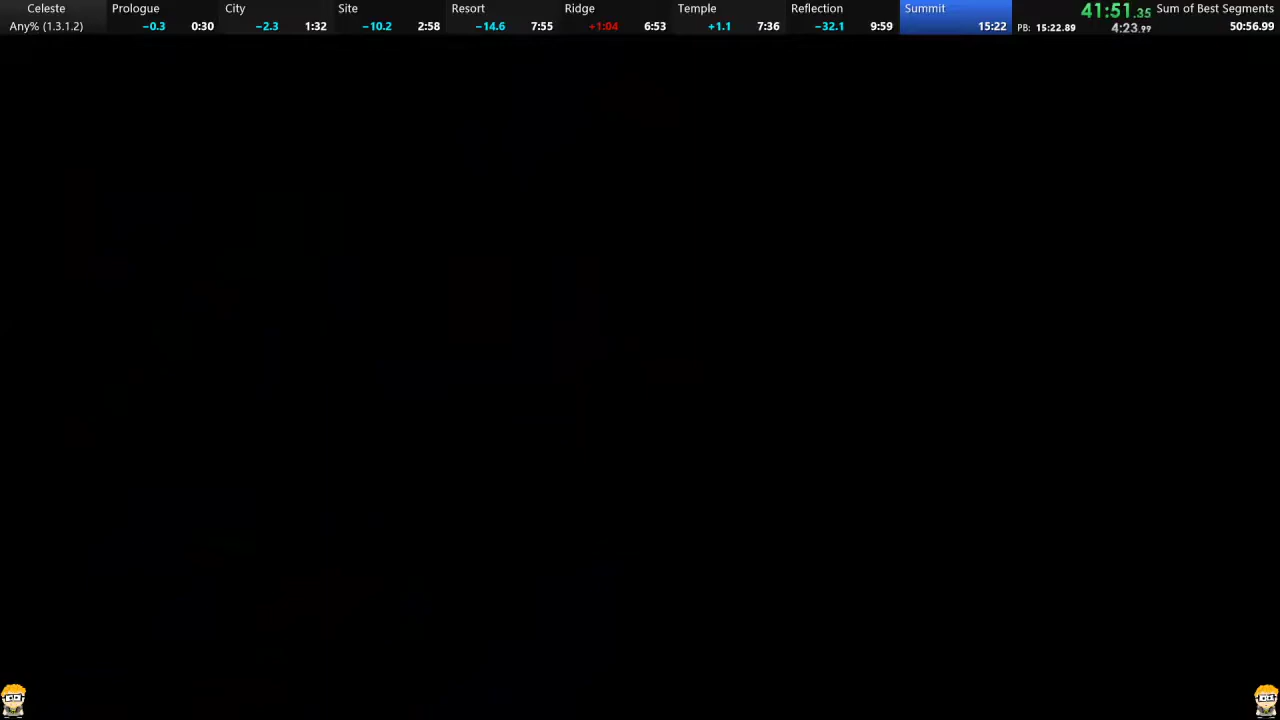 Celeste
Any% (1.3.1.2)
Prologue
−0.3 0:30
City
−2.3 1:32
Site
−10.2 2:58
Resort
−14.6 7:55
Ridge
+1:04 6:53
Temple
+1.1 7:36
Reflection
−32.1 9:59
Summit
15:22
41:51.35
PB: 15:22.89 4:23.99
Sum of Best Segments
50:56.99